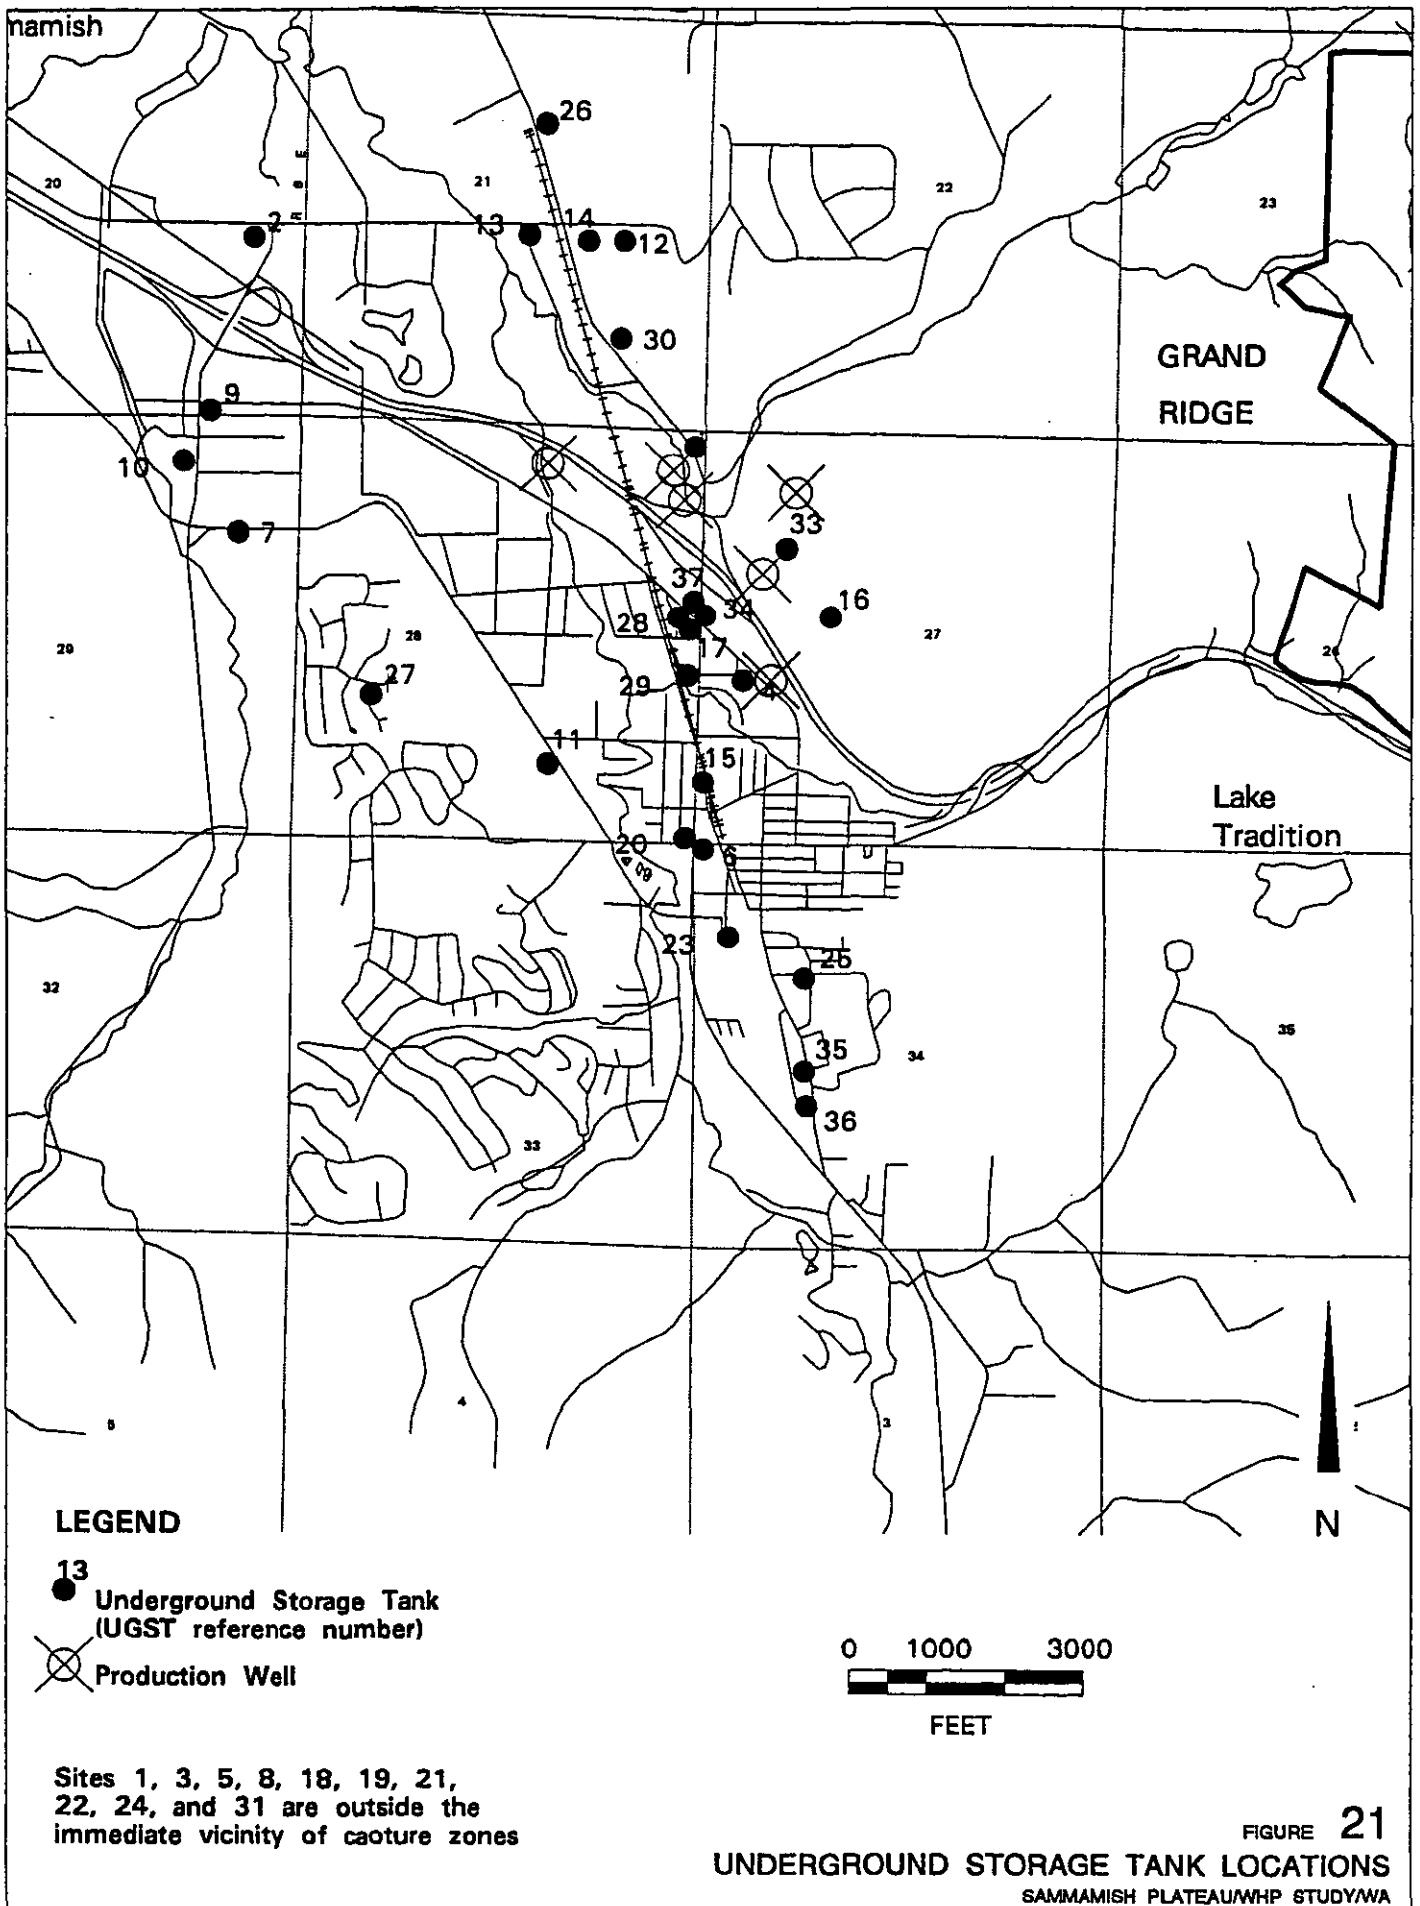 namish
26
20
21
22
23
2
13
14
12
30
GRAND
RIDGE
9
10
7
33
37
34
16
28
17
27
29
28
26
29
4
27
11
15
Lake
Tradition
20
6
23
25
32
35
34
35
36
33
5
4
3
N
LEGEND
13
Underground Storage Tank
(UGST reference number)
Production Well
0 1000 3000
FEET
Sites 1, 3, 5, 8, 18, 19, 21,
22, 24, and 31 are outside the
immediate vicinity of caoture zones
FIGURE 21
UNDERGROUND STORAGE TANK LOCATIONS
SAMMAMISH PLATEAU/WHP STUDY/WA